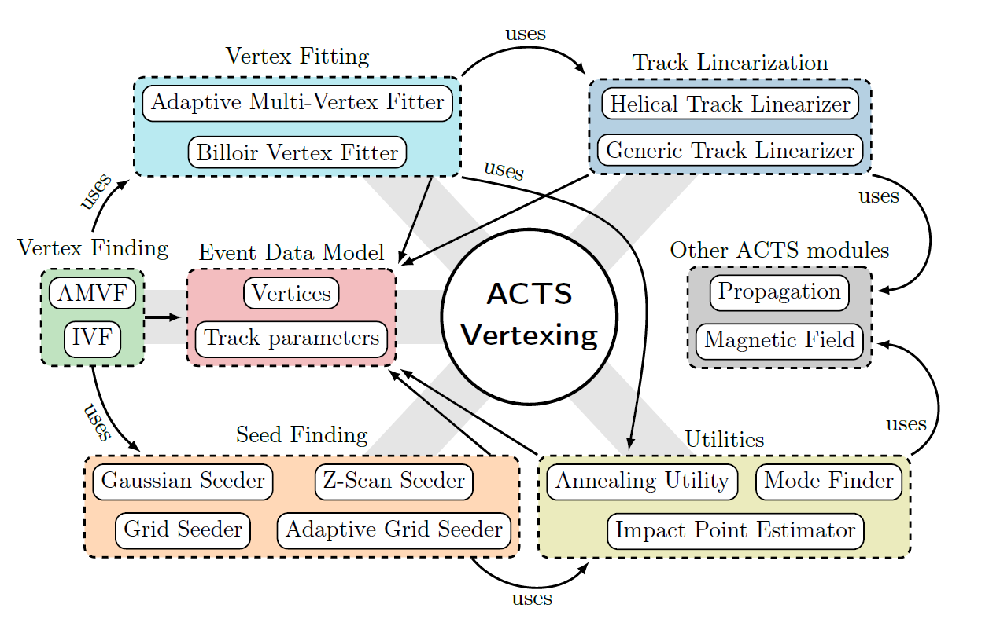 uses
Vertex Fitting
Track Linearization
Adaptive Multi-Vertex Fitter
Helical Track Linearizer
Billoir Vertex Fitter
Generic Track Linearizer
uses
uses
uses
Vertex Finding
Event Data Model
Other ACTS modules
AMVF
Vertices
ACTS
Propagation
IVF
Track parameters
Vertexing
Magnetic Field
uses
uses
Seed Finding
Utilities
Gaussian Seeder
Z-Scan Seeder
Annealing Utility
Mode Finder
Grid Seeder
Adaptive Grid Seeder
Impact Point Estimator
uses